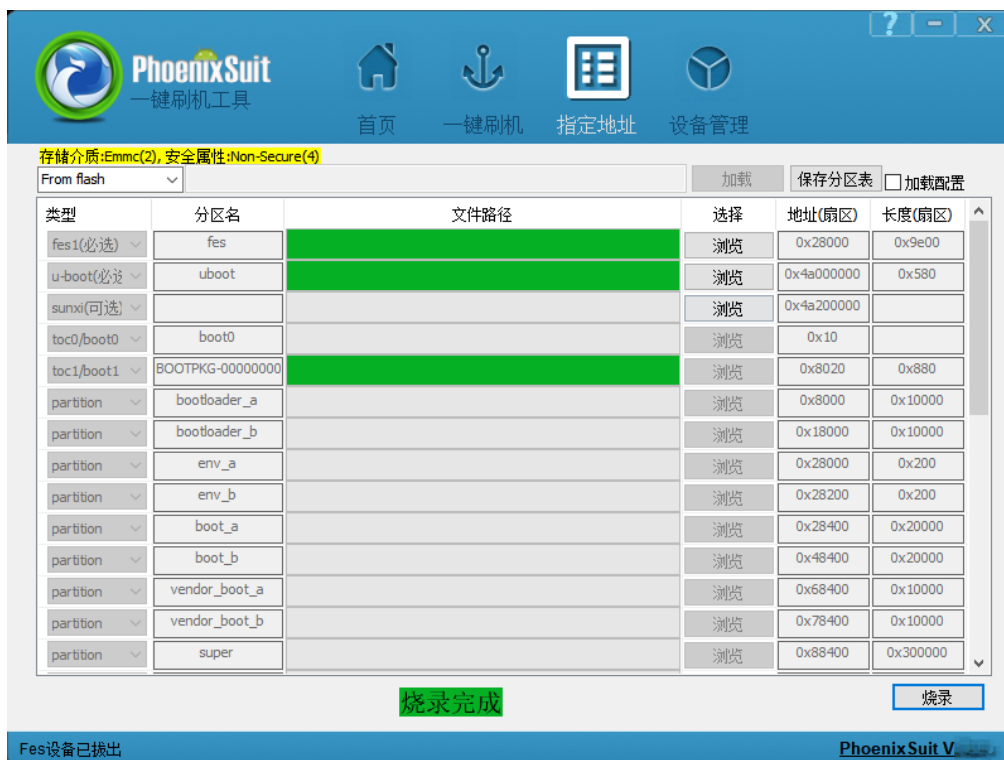 ? － X
PhoenixSuit
一键刷机工具
首页 一键刷机 指定地址 设备管理
存储介质:Emmc(2), 安全属性:Non-Secure(4)
From flash 加载 保存分区表 加载配置
类型 分区名 文件路径 选择 地址(扇区) 长度(扇区)
fes1(必选) fes 浏览 0x28000 0x9e00
u-boot(必选 uboot 浏览 0x4a000000 0x580
sunxi(可选) 浏览 0x4a200000
toc0/boot0 boot0 浏览 0x10
toc1/boot1 BOOTPKG-00000000 浏览 0x8020 0x880
partition bootloader_a 浏览 0x8000 0x10000
partition bootloader_b 浏览 0x18000 0x10000
partition env_a 浏览 0x28000 0x200
partition env_b 浏览 0x28200 0x200
partition boot_a 浏览 0x28400 0x20000
partition boot_b 浏览 0x48400 0x20000
partition vendor_boot_a 浏览 0x68400 0x10000
partition vendor_boot_b 浏览 0x78400 0x10000
partition super 浏览 0x88400 0x300000
烧录完成 烧录
Fes设备已拔出 PhoenixSuit V